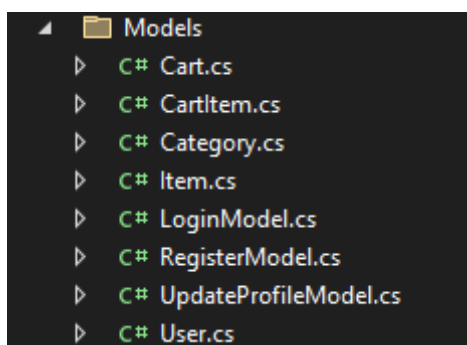 Models
C# Cart.cs
C# CartItem.cs
C# Category.cs
C# Item.cs
C# LoginModel.cs
C# RegisterModel.cs
C# UpdateProfileModel.cs
C# User.cs